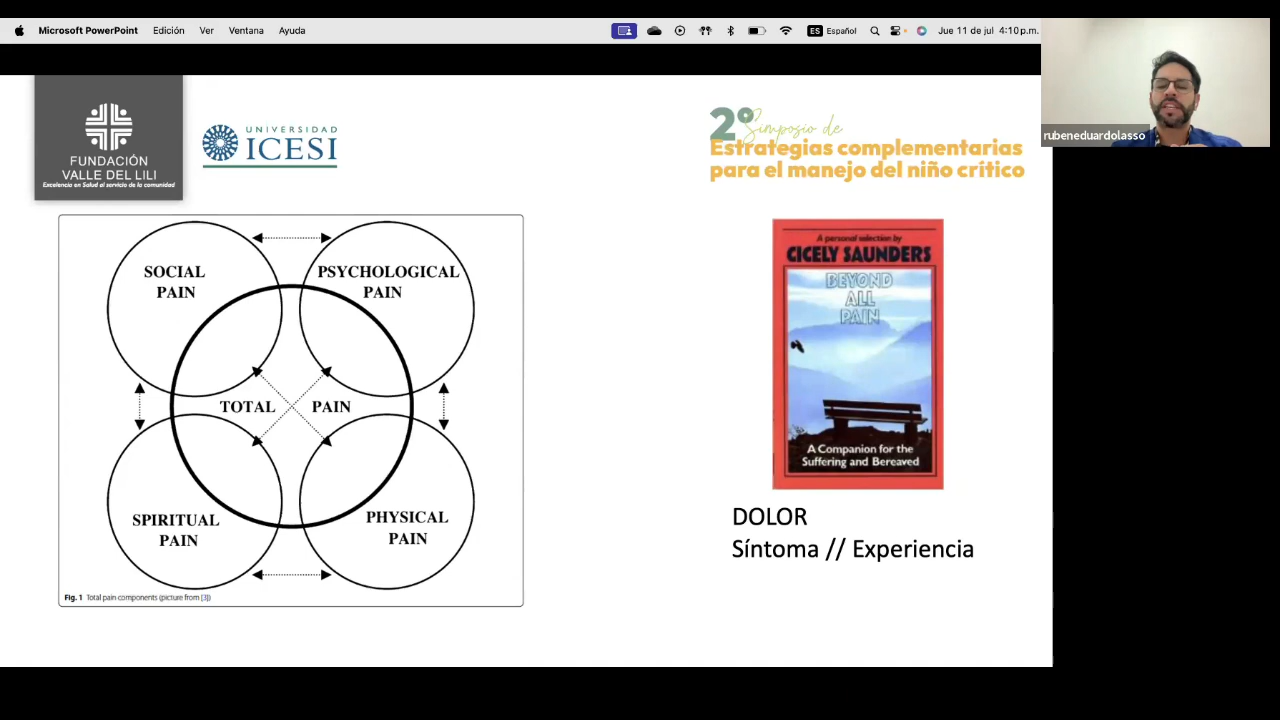 Microsoft PowerPoint Edición Ver Ventana Ayuda
ES Español Jue 11 de jul 4:10 p.m.
rubeneduardolasso
FUNDACIÓN
VALLE DEL LILI
Excelencia en Salud al servicio de la comunidad
UNIVERSIDAD
ICESI
2º Simposio de
Estrategias complementarias
para el manejo del niño crítico
SOCIAL
PAIN
PSYCHOLOGICAL
PAIN
TOTAL PAIN
SPIRITUAL
PAIN
PHYSICAL
PAIN
Fig. 1 Total pain components (picture from [3])
A personal selection by
CICELY SAUNDERS
BEYOND
ALL
PAIN
A Companion for the
Suffering and Bereaved
DOLOR
Síntoma // Experiencia